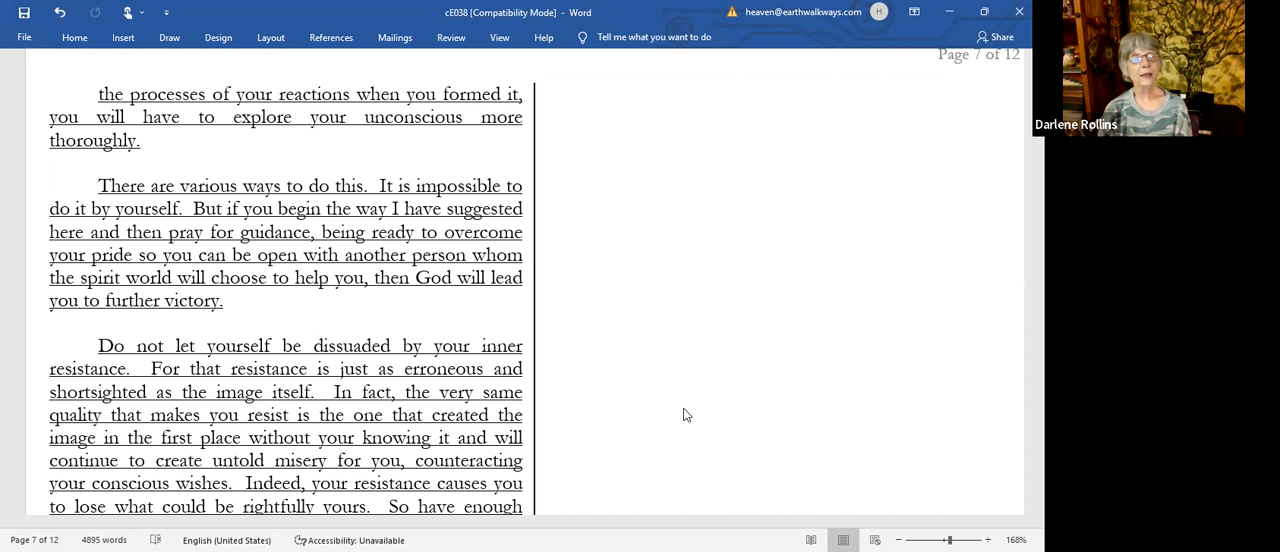 cE038 [Compatibility Mode] - Word
heaven@earthwalkways.com H
File Home Insert Draw Design Layout References Mailings Review View Help Tell me what you want to do Share
Page 7 of 12
the processes of your reactions when you formed it,
you will have to explore your unconscious more
thoroughly.
There are various ways to do this. It is impossible to
do it by yourself. But if you begin the way I have suggested
here and then pray for guidance, being ready to overcome
your pride so you can be open with another person whom
the spirit world will choose to help you, then God will lead
you to further victory.
Do not let yourself be dissuaded by your inner
resistance. For that resistance is just as erroneous and
shortsighted as the image itself. In fact, the very same
quality that makes you resist is the one that created the
image in the first place without your knowing it and will
continue to create untold misery for you, counteracting
your conscious wishes. Indeed, your resistance causes you
to lose what could be rightfully yours. So have enough
Darlene Rollins
Page 7 of 12 4895 words English (United States) Accessibility: Unavailable 168%